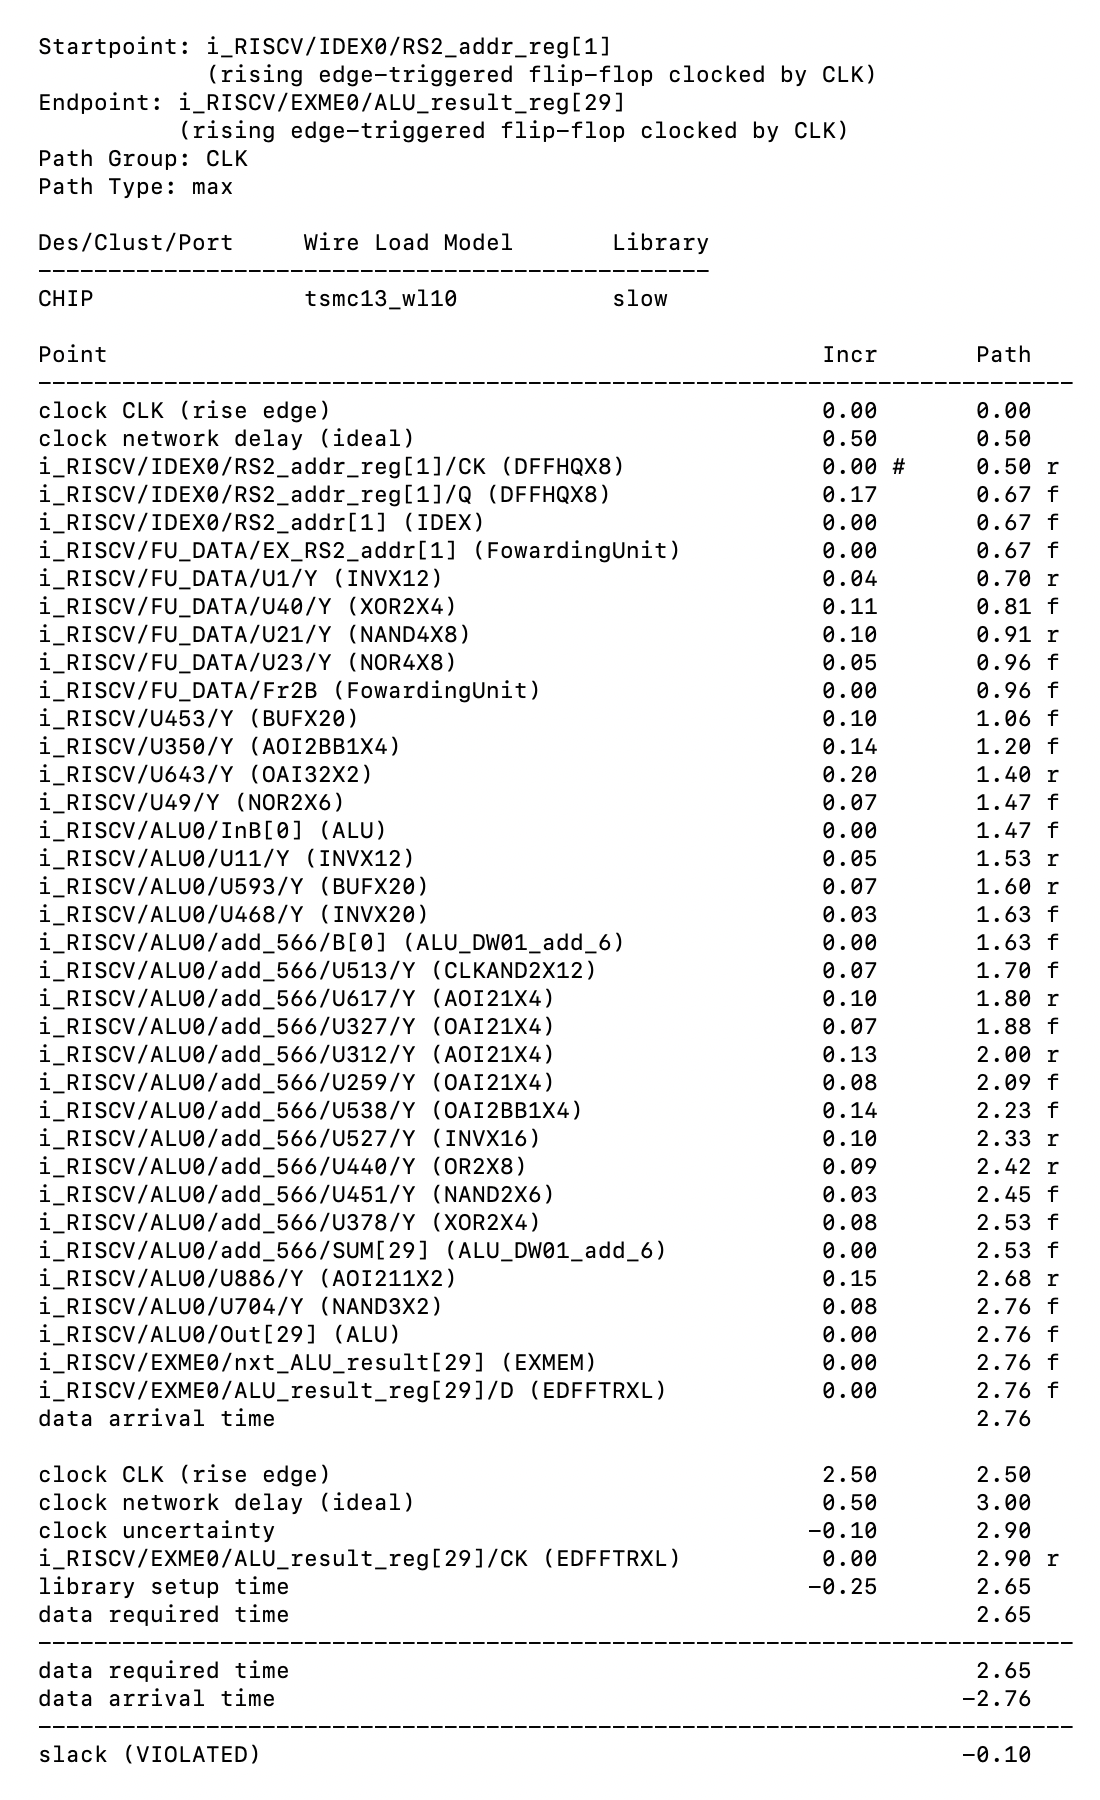 Startpoint: i_RISCV/IDEX0/RS2_addr_reg[1]
            (rising edge-triggered flip-flop clocked by CLK)
Endpoint: i_RISCV/EXME0/ALU_result_reg[29]
          (rising edge-triggered flip-flop clocked by CLK)
Path Group: CLK
Path Type: max
Des/Clust/Port     Wire Load Model       Library
------------------------------------------------
CHIP               tsmc13_wl10           slow
Point                                                   Incr       Path
--------------------------------------------------------------------------
clock CLK (rise edge)                                   0.00       0.00
clock network delay (ideal)                             0.50       0.50
i_RISCV/IDEX0/RS2_addr_reg[1]/CK (DFFHQX8)              0.00 #     0.50 r
i_RISCV/IDEX0/RS2_addr_reg[1]/Q (DFFHQX8)               0.17       0.67 f
i_RISCV/IDEX0/RS2_addr[1] (IDEX)                        0.00       0.67 f
i_RISCV/FU_DATA/EX_RS2_addr[1] (FowardingUnit)          0.00       0.67 f
i_RISCV/FU_DATA/U1/Y (INVX12)                           0.04       0.70 r
i_RISCV/FU_DATA/U40/Y (XOR2X4)                          0.11       0.81 f
i_RISCV/FU_DATA/U21/Y (NAND4X8)                         0.10       0.91 r
i_RISCV/FU_DATA/U23/Y (NOR4X8)                          0.05       0.96 f
i_RISCV/FU_DATA/Fr2B (FowardingUnit)                    0.00       0.96 f
i_RISCV/U453/Y (BUFX20)                                 0.10       1.06 f
i_RISCV/U350/Y (AOI2BB1X4)                              0.14       1.20 f
i_RISCV/U643/Y (OAI32X2)                                0.20       1.40 r
i_RISCV/U49/Y (NOR2X6)                                  0.07       1.47 f
i_RISCV/ALU0/InB[0] (ALU)                               0.00       1.47 f
i_RISCV/ALU0/U11/Y (INVX12)                             0.05       1.53 r
i_RISCV/ALU0/U593/Y (BUFX20)                            0.07       1.60 r
i_RISCV/ALU0/U468/Y (INVX20)                            0.03       1.63 f
i_RISCV/ALU0/add_566/B[0] (ALU_DW01_add_6)              0.00       1.63 f
i_RISCV/ALU0/add_566/U513/Y (CLKAND2X12)                0.07       1.70 f
i_RISCV/ALU0/add_566/U617/Y (AOI21X4)                   0.10       1.80 r
i_RISCV/ALU0/add_566/U327/Y (OAI21X4)                   0.07       1.88 f
i_RISCV/ALU0/add_566/U312/Y (AOI21X4)                   0.13       2.00 r
i_RISCV/ALU0/add_566/U259/Y (OAI21X4)                   0.08       2.09 f
i_RISCV/ALU0/add_566/U538/Y (OAI2BB1X4)                 0.14       2.23 f
i_RISCV/ALU0/add_566/U527/Y (INVX16)                    0.10       2.33 r
i_RISCV/ALU0/add_566/U440/Y (OR2X8)                     0.09       2.42 r
i_RISCV/ALU0/add_566/U451/Y (NAND2X6)                   0.03       2.45 f
i_RISCV/ALU0/add_566/U378/Y (XOR2X4)                    0.08       2.53 f
i_RISCV/ALU0/add_566/SUM[29] (ALU_DW01_add_6)           0.00       2.53 f
i_RISCV/ALU0/U886/Y (AOI211X2)                          0.15       2.68 r
i_RISCV/ALU0/U704/Y (NAND3X2)                           0.08       2.76 f
i_RISCV/ALU0/Out[29] (ALU)                              0.00       2.76 f
i_RISCV/EXME0/nxt_ALU_result[29] (EXMEM)                0.00       2.76 f
i_RISCV/EXME0/ALU_result_reg[29]/D (EDFFTRXL)           0.00       2.76 f
data arrival time                                                  2.76
clock CLK (rise edge)                                   2.50       2.50
clock network delay (ideal)                             0.50       3.00
clock uncertainty                                      -0.10       2.90
i_RISCV/EXME0/ALU_result_reg[29]/CK (EDFFTRXL)          0.00       2.90 r
library setup time                                     -0.25       2.65
data required time                                                 2.65
--------------------------------------------------------------------------
data required time                                                 2.65
data arrival time                                                 -2.76
--------------------------------------------------------------------------
slack (VIOLATED)                                                  -0.10